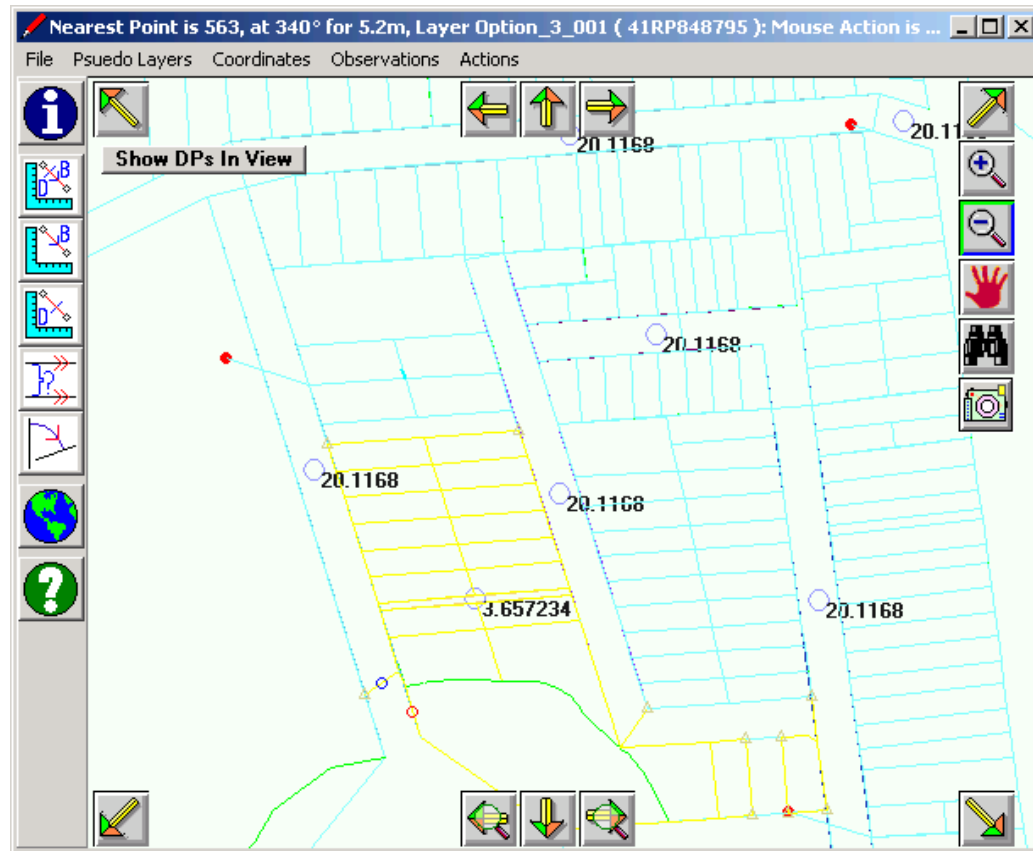 Nearest Point is 563, at 340° for 5.2m, Layer Option_3_001 ( 41RP848795 ): Mouse Action is ...
File Psuedo Layers Coordinates Observations Actions
Show DPs In View
20.1168
20.1168
20.1168
20.1168
20.1168
3.657234
20.1168
i
D B
B
D
}?
?